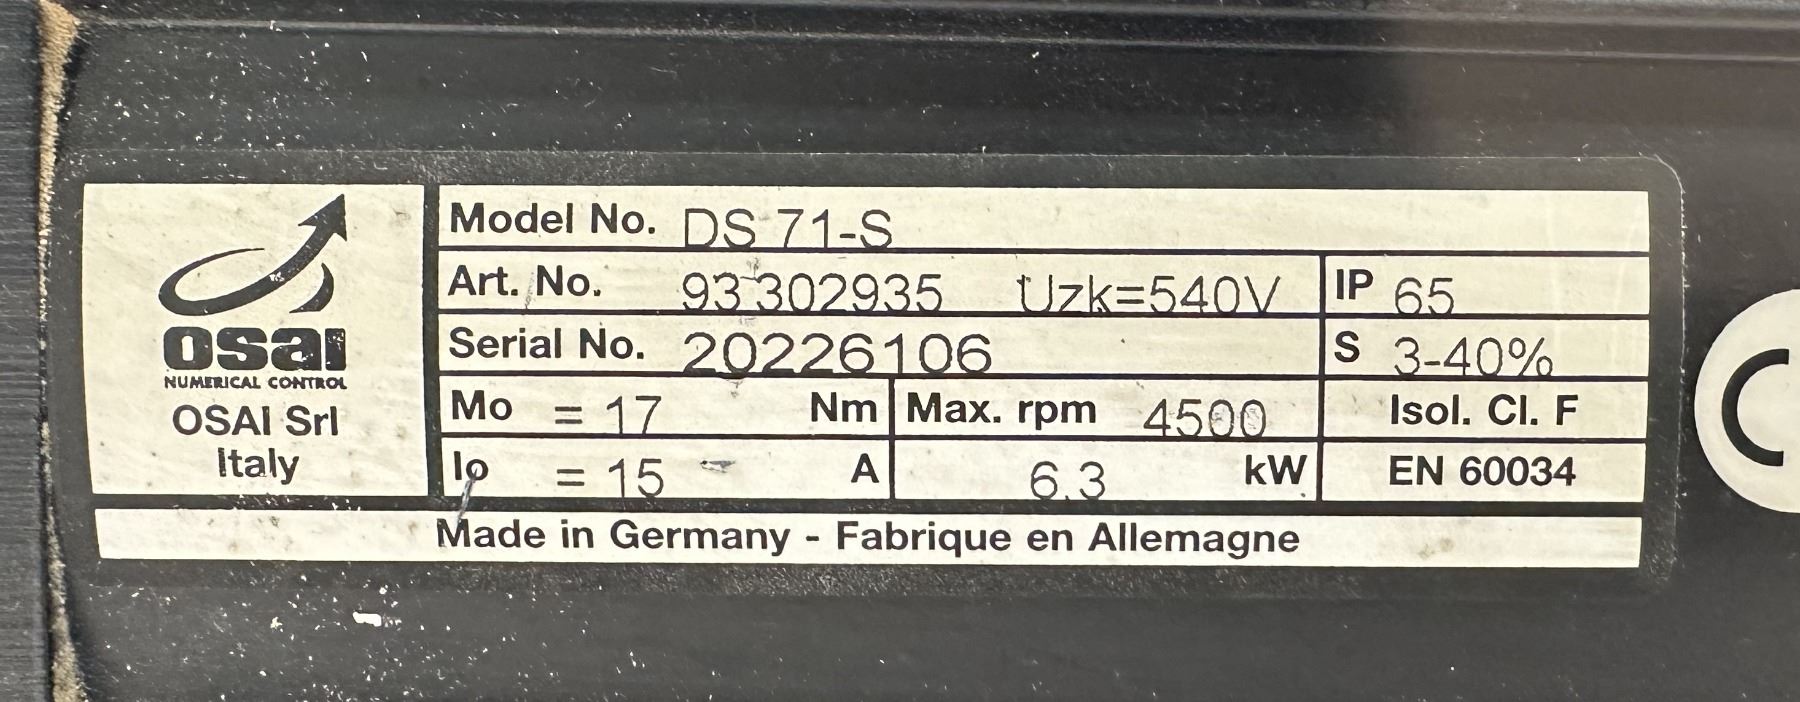 Model No. DS 71-S
Art. No. 93 302935 Uzk=540V IP 65
Serial No. 20226106 S 3-40%
Mo = 17 Nm Max. rpm 4500 Isol. Cl. F
Io = 15 A 6.3 kW EN 60034
osai
NUMERICAL CONTROL
OSAI Srl
Italy
Made in Germany - Fabrique en Allemagne
C